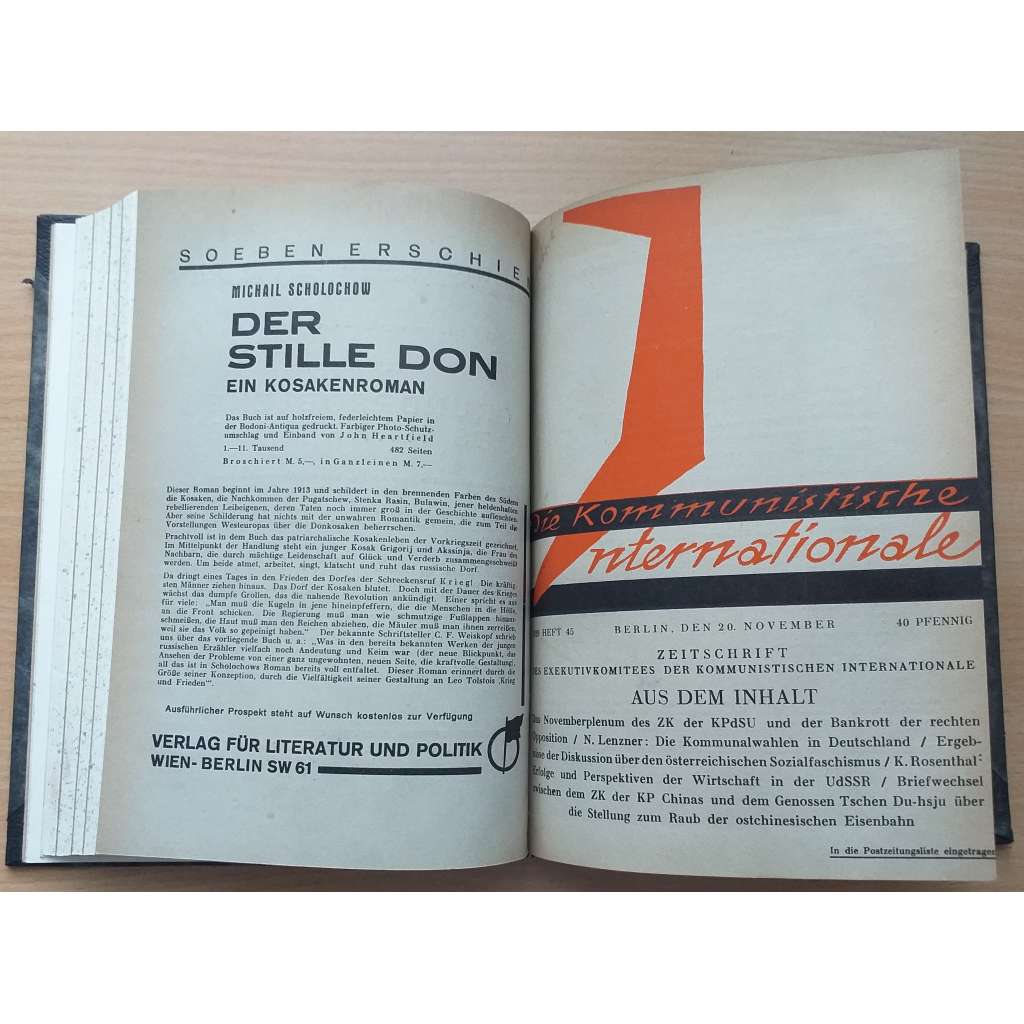 SOEBEN ERSCHIE
MICHAIL SCHOLOCHOW
DER
STILLE DON
EIN KOSAKENROMAN
Das Buch ist auf holzfreiem, federleichtem Papier in
der Bodoni-Antiqua gedruckt. Farbiger Photo-Schutz-
umschlag und Einband von John Heartfield
1.—11. Tausend 482 Seiten
Broschiert M. 5,—, in Ganzleinen M. 7,—
Dieser Roman beginnt im Jahre 1913 und schildert in den brennenden Farben des Südens
die Kosaken, die Nachkommen der Pugatschew, Stenka Rasin, Bulawin, jener heldenhaften
rebellierenden Leibeigenen, deren Taten noch immer groß in der Geschichte aufleuchten.
Aber seine Schilderung hat nichts mit der unwahren Romantik gemein, die zum Teil die
Vorstellungen Westeuropas über die Donkosaken beherrschen.
Prachtvoll ist in dem Buch das patriarchalische Kosakenleben der Vorkriegszeit gezeichnet.
Im Mittelpunkt der Handlung steht ein junger Kosak Grigorij und Akssinja, die Frau des
Nachbarn, die durch mächtige Leidenschaft auf Glück und Verderb zusammengeschweißt
werden. Um beide atmet, arbeitet, singt, klatscht und ruht das russische Dorf.
Da dringt eines Tages in den Frieden des Dorfes der Schreckensruf Krieg! Die kräftig-
sten Männer ziehen hinaus. Das Dorf der Kosaken blutet. Doch mit der Dauer des Krieges
wächst das dumpfe Grollen, das die nahende Revolution ankündigt. Einer spricht es aus
für viele: „Man muß die Kugeln in jene hineinpfeffern, die die Menschen in die Hölle,
an die Front schicken. Die Regierung muß man wie schmutzige Fußlappen hinaus-
schmeißen, die Haut muß man den Reichen abziehen, die Mäuler muß man ihnen zerreißen,
weil sie das Volk so gepeinigt haben.“ Der bekannte Schriftsteller C. F. Weiskopf schrieb
uns über das vorliegende Buch u. a.: „Was in den bereits bekannten Werken der jungen
russischen Erzähler vielfach noch Andeutung und Keim war (der neue Blickpunkt, das
Ansehen der Probleme von einer ganz ungewohnten, neuen Seite, die kraftvolle Gestaltung),
all das ist in Scholochows Roman bereits voll entfaltet. Dieser Roman erinnert durch die
Größe seiner Konzeption, durch die Vielfältigkeit seiner Gestaltung an Leo Tolstois ‚Krieg
und Frieden‘“.
Ausführlicher Prospekt steht auf Wunsch kostenlos zur Verfügung
VERLAG FÜR LITERATUR UND POLITIK
WIEN- BERLIN SW 61
Die Kommunistische
Internationale
HEFT 45 BERLIN, DEN 20. NOVEMBER 40 PFENNIG
ZEITSCHRIFT
DES EXEKUTIVKOMITEES DER KOMMUNISTISCHEN INTERNATIONALE
AUS DEM INHALT
Das Novemberplenum des ZK der KPdSU und der Bankrott der rechten
Opposition / N. Lenzner: Die Kommunalwahlen in Deutschland / Ergeb-
nisse der Diskussion über den österreichischen Sozialfaschismus / K. Rosenthal:
Erfolge und Perspektiven der Wirtschaft in der UdSSR / Briefwechsel
zwischen dem ZK der KP Chinas und dem Genossen Tschen Du-hsju über
die Stellung zum Raub der ostchinesischen Eisenbahn
In die Postzeitungsliste eingetragen